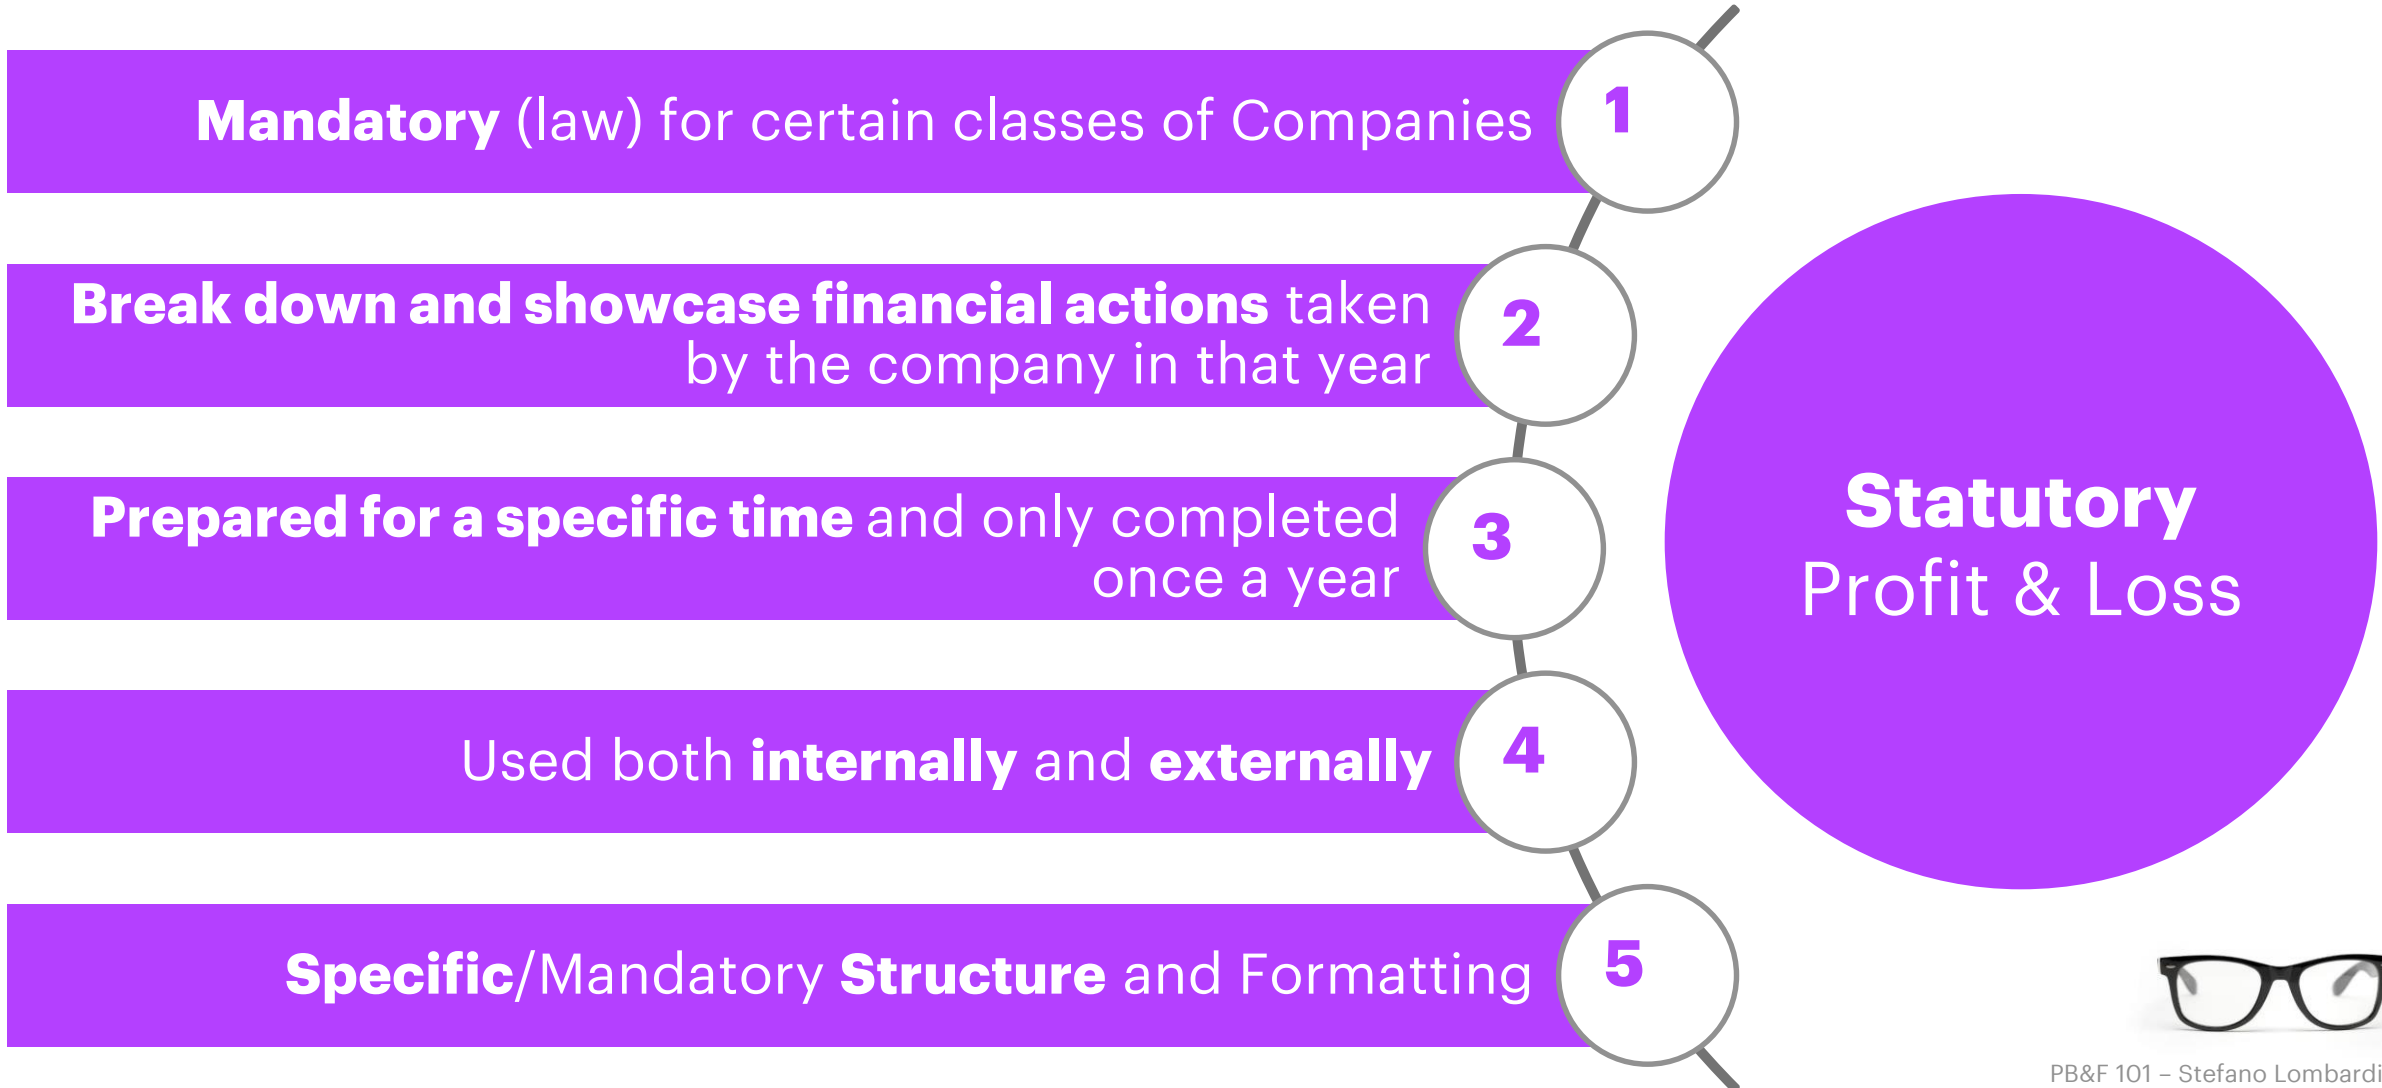 Mandatory (law) for certain classes of Companies
1
Break down and showcase financial actions taken
by the company in that year
2
Prepared for a specific time and only completed
once a year
3
Used both internally and externally
4
Specific/Mandatory Structure and Formatting
5
Statutory
Profit & Loss
PB&F 101 – Stefano Lombardi